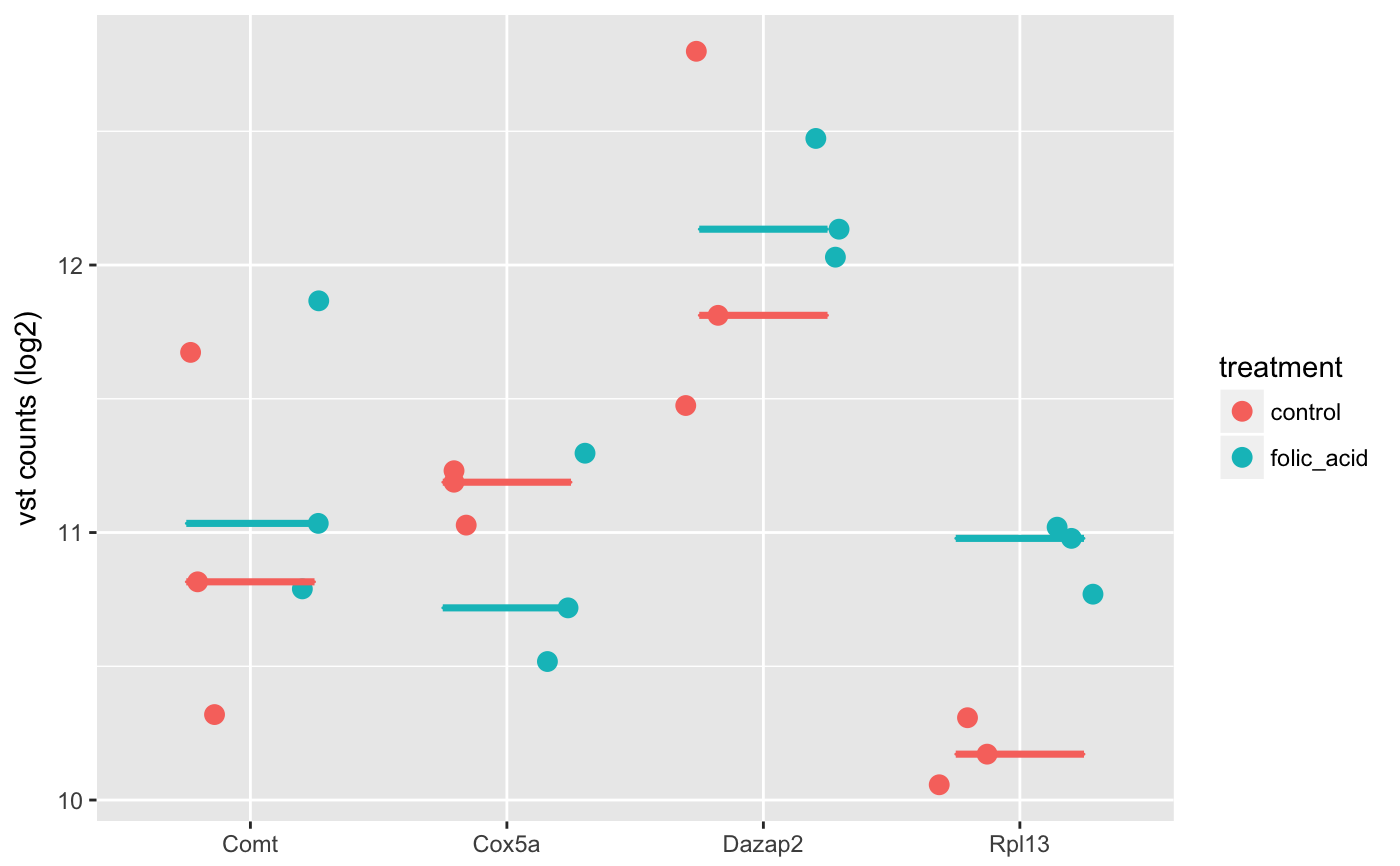 vst counts (log2)
12
11
10
Comt
Cox5a
Dazap2
Rpl13
treatment
control
folic_acid